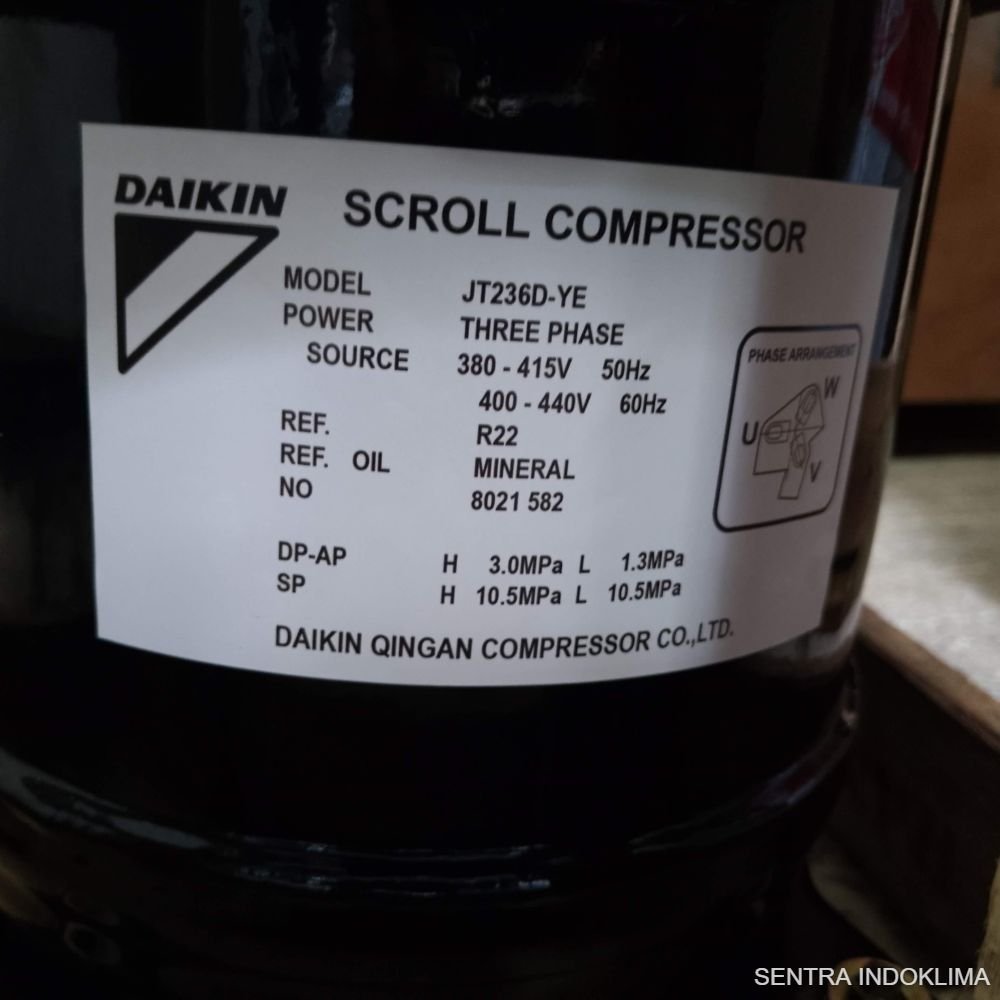 DAIKIN
SCROLL COMPRESSOR
MODEL JT236D-YE
POWER THREE PHASE
SOURCE 380 - 415V 50Hz
400 - 440V 60Hz
REF. R22
REF. OIL MINERAL
NO 8021 582
PHASE ARRANGEMENT
W
U
V
DP-AP H 3.0MPa L 1.3MPa
SP H 10.5MPa L 10.5MPa
DAIKIN QINGAN COMPRESSOR CO.,LTD.
SENTRA INDOKLIMA